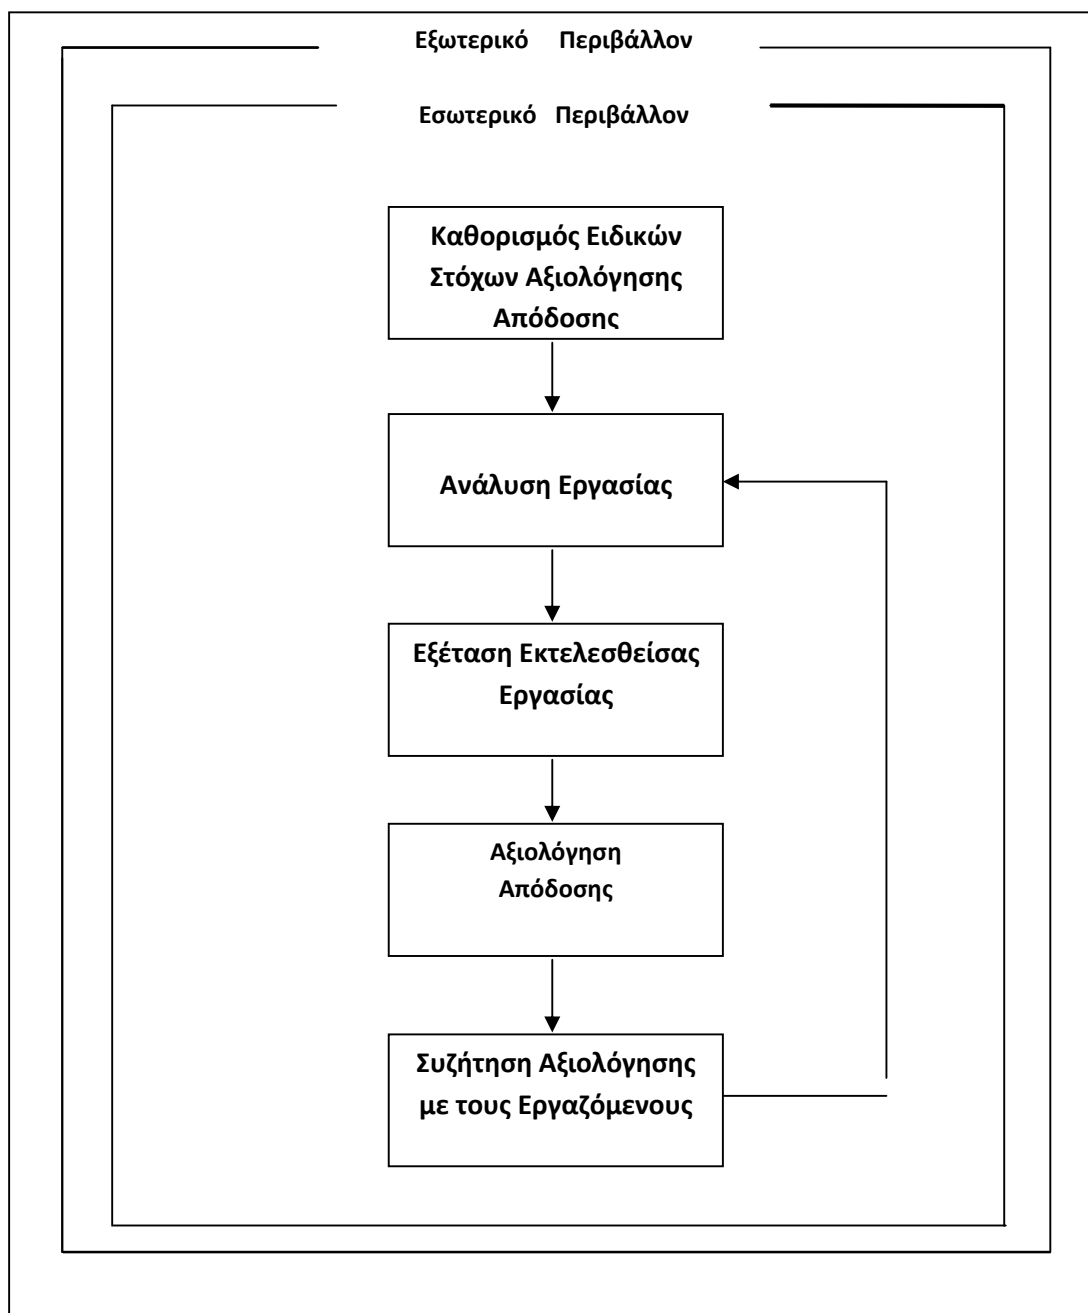 Εξωτερικό Περιβάλλον
Εσωτερικό Περιβάλλον
Καθορισμός Ειδικών
Στόχων Αξιολόγησης
Απόδοσης
Ανάλυση Εργασίας
Εξέταση Εκτελεσθείσας
Εργασίας
Αξιολόγηση
Απόδοσης
Συζήτηση Αξιολόγησης
με τους Εργαζόμενους